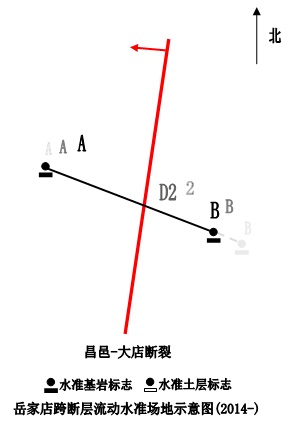 北
A A A
D2 2
B B
B
昌邑-大店断裂
水准基岩标志 水准土层标志
岳家店跨断层流动水准场地示意图(2014-)